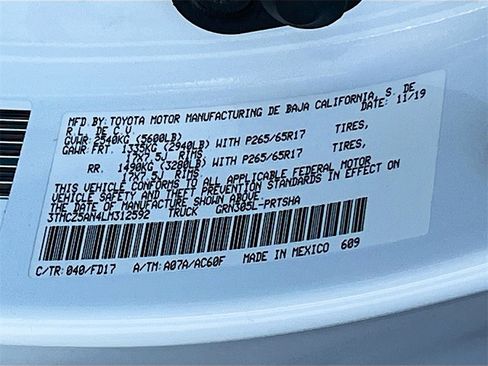 MFD.BY:TOYOTA MOTOR MANUFACTURING DE BAJA CALIFORNIA, S. DE
R.L. DE C.V. DATE: 11/19
GVWR: 2540KG (5600LB)
GAWR: FRT. 1335KG (2940LB) WITH P265/65R17 TIRES,
17X7.5J RIMS
RR. 1490KG (3280LB) WITH P265/65R17 TIRES,
17X7.5J RIMS
THIS VEHICLE CONFORMS TO ALL APPLICABLE FEDERAL MOTOR
VEHICLE SAFETY AND THEFT PREVENTION STANDARDS IN EFFECT
ON THE DATE OF MANUFACTURE SHOWN ABOVE.
3TMCZ5AN4LM312592 TRUCK GRN305L-PRTSHA
C/TR: 040/FD17 A/TM: A07A/AC60F MADE IN MEXICO 609